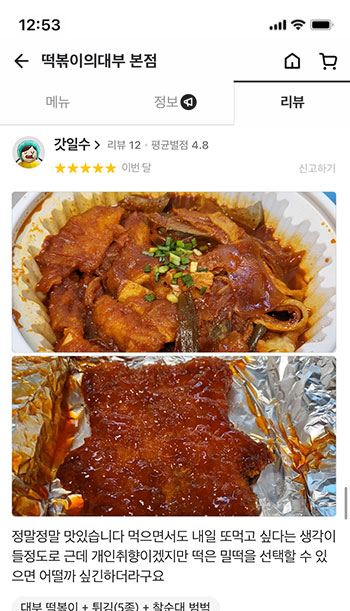 12:53
떡볶이의대부 본점
메뉴
정보
리뷰
갓일수 > 리뷰 12 · 평균별점 4.8
이번 달
신고하기
정말정말 맛있습니다 먹으면서도 내일 또먹고 싶다는 생각이
들정도로 근데 개인취향이겠지만 떡은 밀떡을 선택할 수 있
으면 어떨까 싶긴하더라구요
대부 떡볶이 + 튀김(5종) + 찰순대 범벅